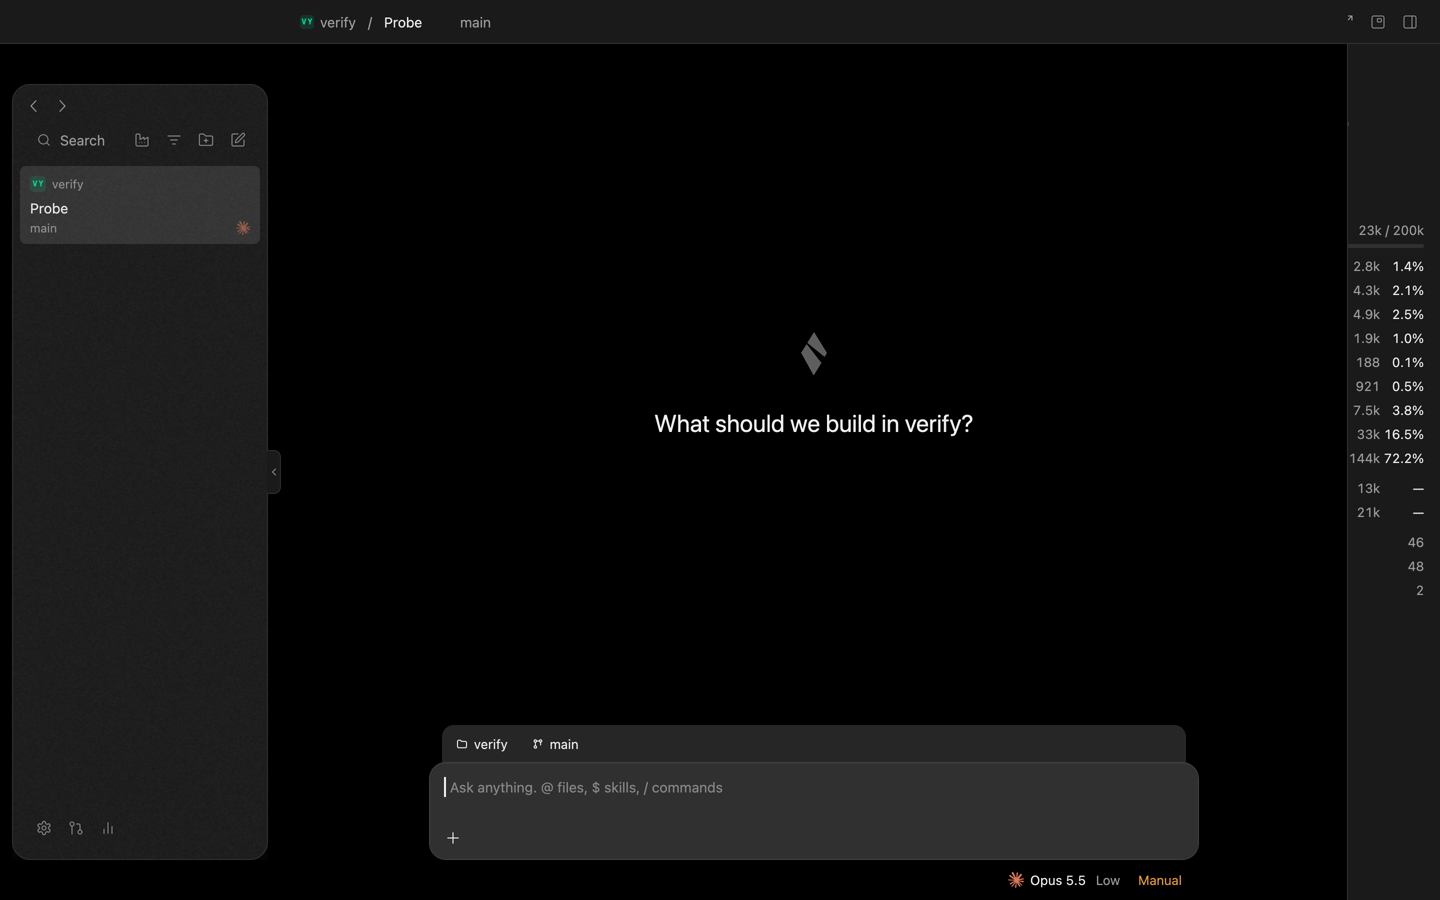 VY verify / Probe main
Search
VY verify
Probe
main
What should we build in verify?
verify main
Ask anything. @ files, $ skills, / commands
Opus 5.5 Low Manual
23k / 200k
2.8k 1.4%
4.3k 2.1%
4.9k 2.5%
1.9k 1.0%
188 0.1%
921 0.5%
7.5k 3.8%
33k 16.5%
144k 72.2%
13k —
21k —
46
48
2